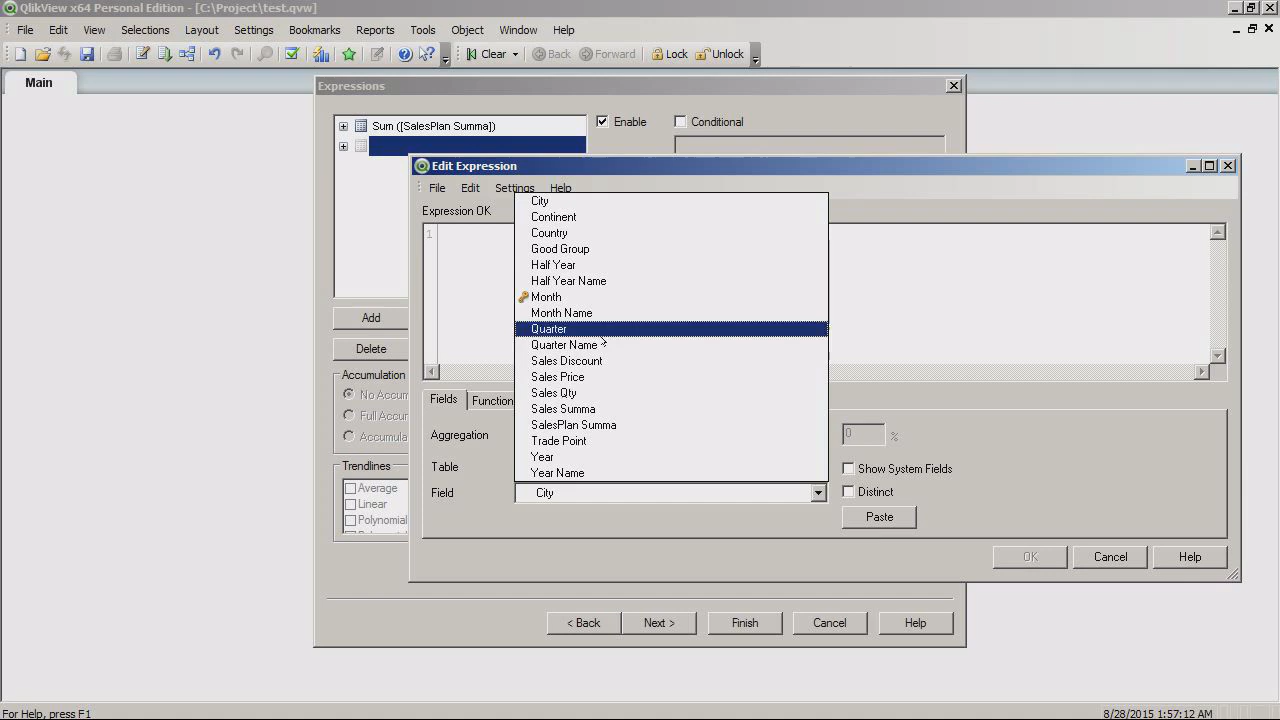 QlikView x64 Personal Edition - [C:\Project\test.qvw]
File Edit View Selections Layout Settings Bookmarks Reports Tools Object Window Help
Clear Back Forward Lock Unlock
Main
Expressions
Sum ([SalesPlan Summa])
Enable
Conditional
Edit Expression
File Edit Settings Help
Expression OK
1
City
Continent
Country
Good Group
Half Year
Half Year Name
Month
Month Name
Quarter
Quarter Name
Sales Discount
Sales Price
Sales Qty
Sales Summa
SalesPlan Summa
Trade Point
Year
Year Name
Add
Delete
Accumulation
No Accum
Full Accur
Accumula
Trendlines
Average
Linear
Polynomial
Fields Function
Aggregation
0 %
Table
Show System Fields
Field
City
Distinct
Paste
OK Cancel Help
< Back Next > Finish Cancel Help
For Help, press F1
8/28/2015 1:57:12 AM